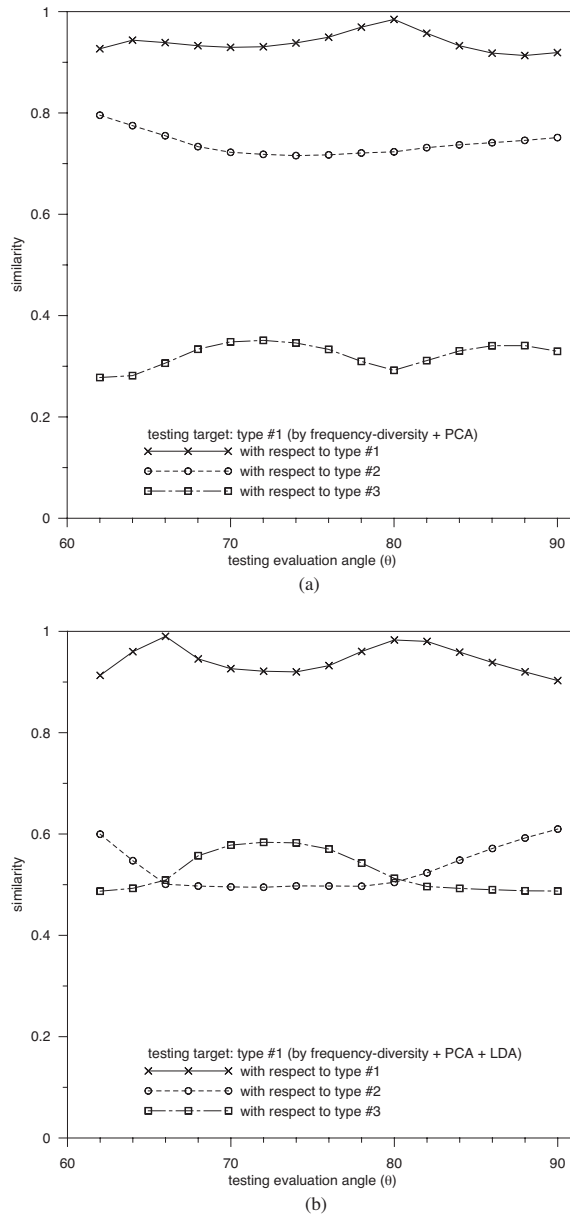 1
0.8
0.6
similarity
0.4
0.2
testing target: type #1 (by frequency-diversity + PCA)
with respect to type #1
with respect to type #2
with respect to type #3
0
60 70 80 90
testing evaluation angle (θ)
(a)
1
0.8
0.6
similarity
0.4
0.2
testing target: type #1 (by frequency-diversity + PCA + LDA)
with respect to type #1
with respect to type #2
with respect to type #3
0
60 70 80 90
testing evaluation angle (θ)
(b)